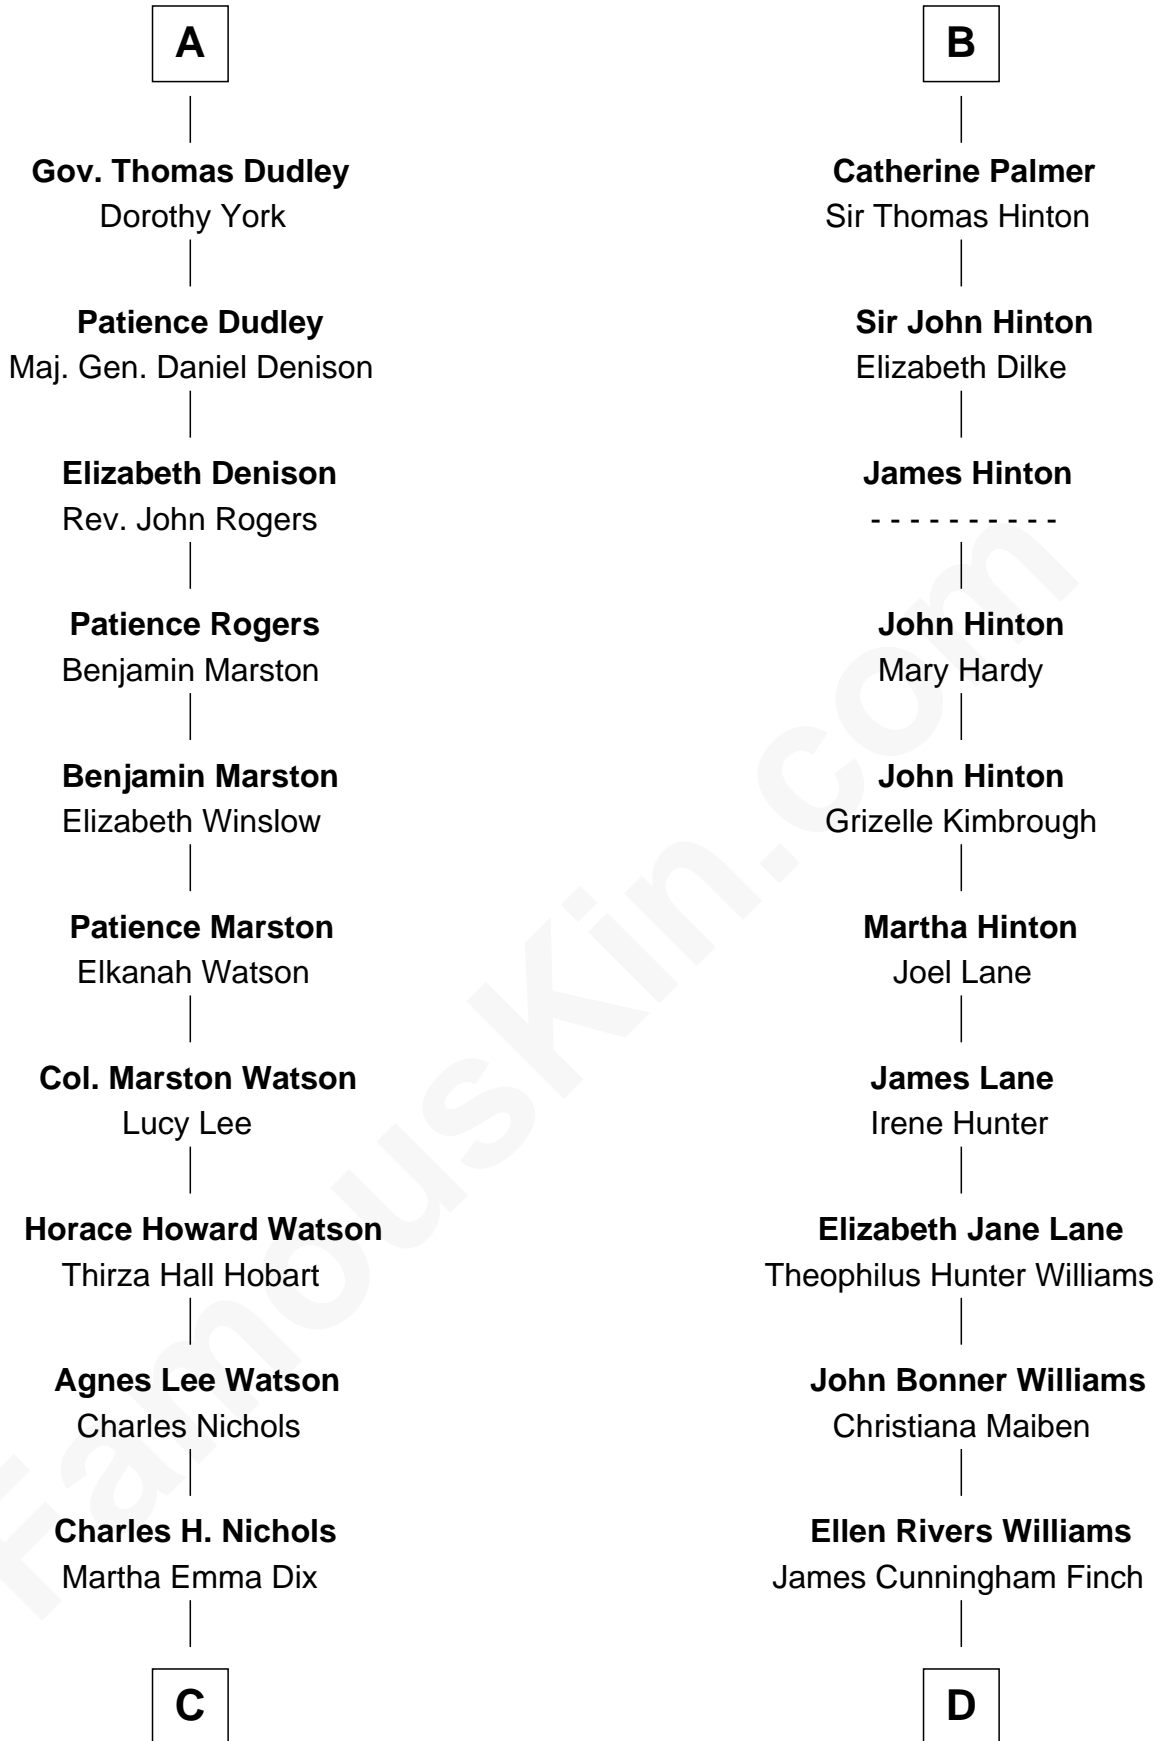 A
Gov. Thomas Dudley
Dorothy York
Patience Dudley
Maj. Gen. Daniel Denison
Elizabeth Denison
Rev. John Rogers
Patience Rogers
Benjamin Marston
Benjamin Marston
Elizabeth Winslow
Patience Marston
Elkanah Watson
Col. Marston Watson
Lucy Lee
Horace Howard Watson
Thirza Hall Hobart
Agnes Lee Watson
Charles Nichols
Charles H. Nichols
Martha Emma Dix
C
B
Catherine Palmer
Sir Thomas Hinton
Sir John Hinton
Elizabeth Dilke
James Hinton
- - - - - - - - - -
John Hinton
Mary Hardy
John Hinton
Grizelle Kimbrough
Martha Hinton
Joel Lane
James Lane
Irene Hunter
Elizabeth Jane Lane
Theophilus Hunter Williams
John Bonner Williams
Christiana Maiben
Ellen Rivers Williams
James Cunningham Finch
D
FamousKin.com